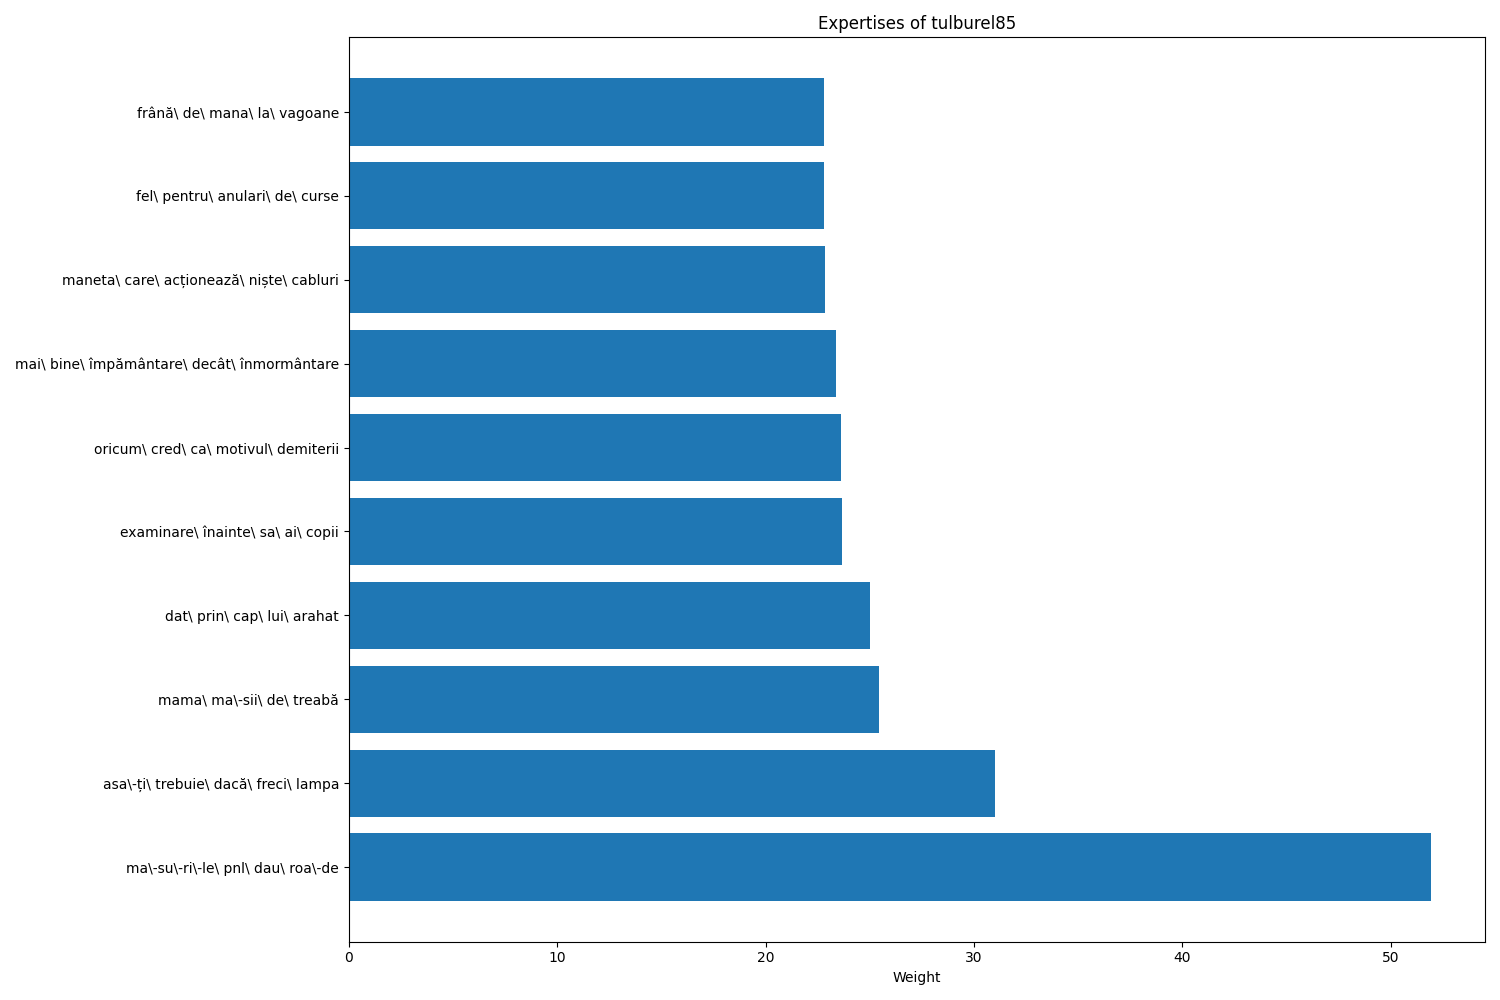 Expertises of tulburel85
frână\ de\ mana\ la\ vagoane
fel\ pentru\ anulari\ de\ curse
maneta\ care\ acționează\ niște\ cabluri
mai\ bine\ împământare\ decât\ înmormântare
oricum\ cred\ ca\ motivul\ demiterii
examinare\ înainte\ sa\ ai\ copii
dat\ prin\ cap\ lui\ arahat
mama\ ma\-sii\ de\ treabă
asa\-ți\ trebuie\ dacă\ freci\ lampa
ma\-su\-ri\-le\ pnl\ dau\ roa\-de
0 10 20 30 40 50
Weight